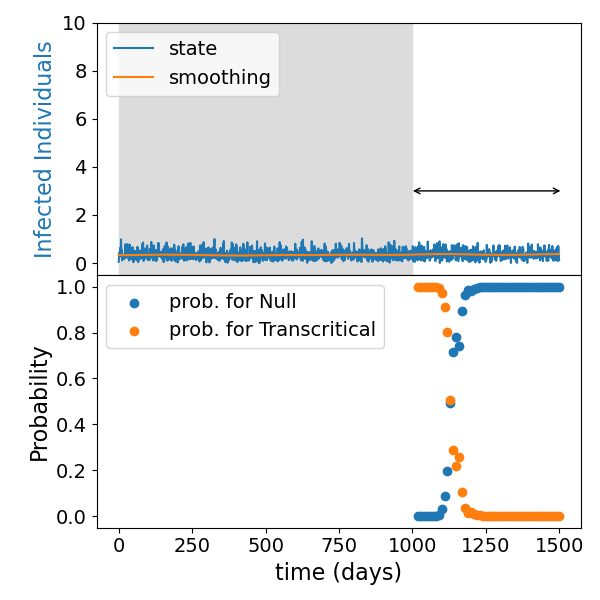 10
8
6
4
2
0
Infected Individuals
state
smoothing
1.0
0.8
0.6
0.4
0.2
0.0
Probability
prob. for Null
prob. for Transcritical
0 250 500 750 1000 1250 1500
time (days)